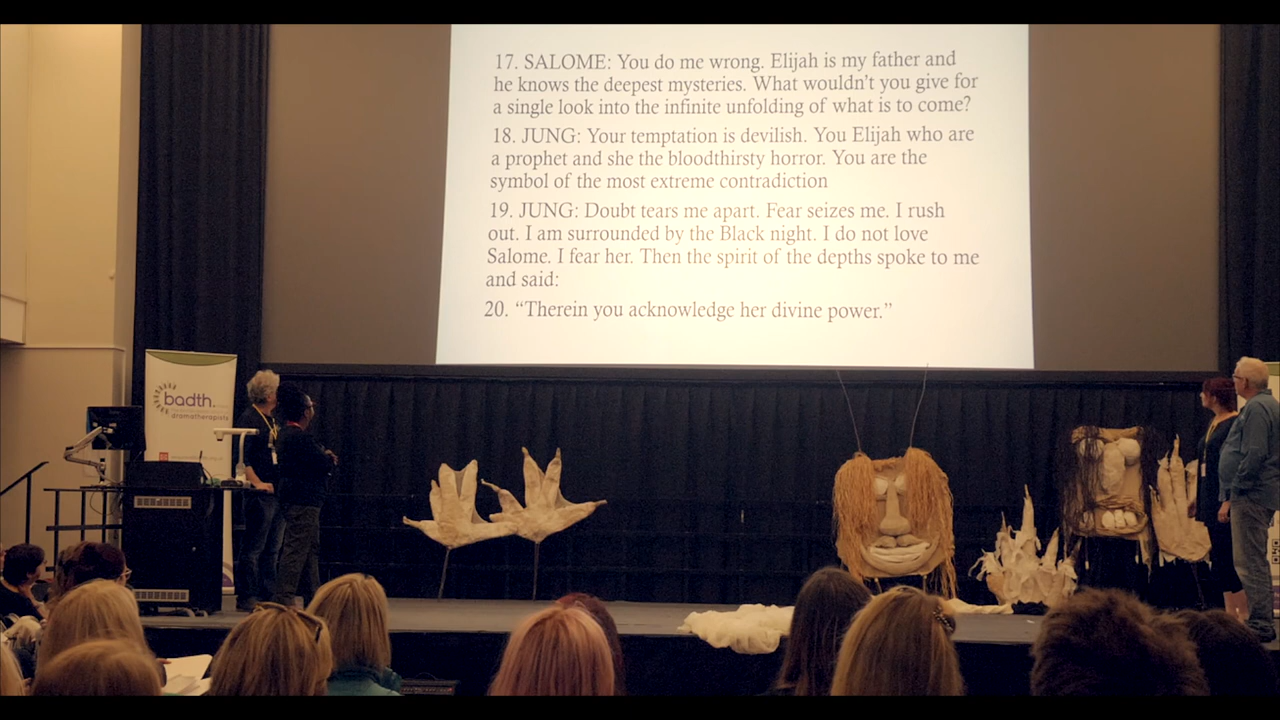 17. SALOME: You do me wrong. Elijah is my father and
he knows the deepest mysteries. What wouldn't you give for
a single look into the infinite unfolding of what is to come?
18. JUNG: Your temptation is devilish. You Elijah who are
a prophet and she the bloodthirsty horror. You are the
symbol of the most extreme contradiction
19. JUNG: Doubt tears me apart. Fear seizes me. I rush
out. I am surrounded by the Black night. I do not love
Salome. I fear her. Then the spirit of the depths spoke to me
and said:
20. “Therein you acknowledge her divine power.”
badth.
dramatherapists